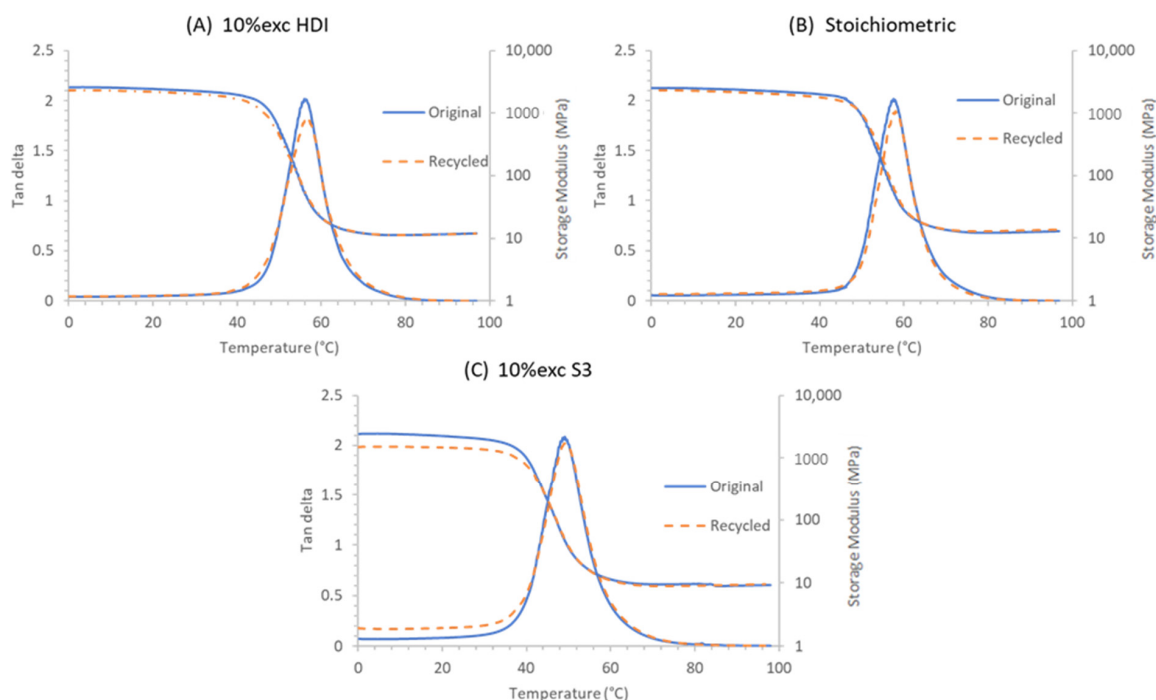 (A) 10%exc HDI
2.5
2
1.5
1
0.5
0
Tan delta
10,000
1000
100
10
1
Storage Modulus (MPa)
Original
Recycled
0 20 40 60 80 100
Temperature (°C)
(B) Stoichiometric
2.5
2
1.5
1
0.5
0
Tan delta
10,000
1000
100
10
1
Storage Modulus (MPa)
Original
Recycled
0 20 40 60 80 100
Temperature (°C)
(C) 10%exc S3
2.5
2
1.5
1
0.5
0
Tan delta
10,000
1000
100
10
1
Storage Modulus (MPa)
Original
Recycled
0 20 40 60 80 100
Temperature (°C)